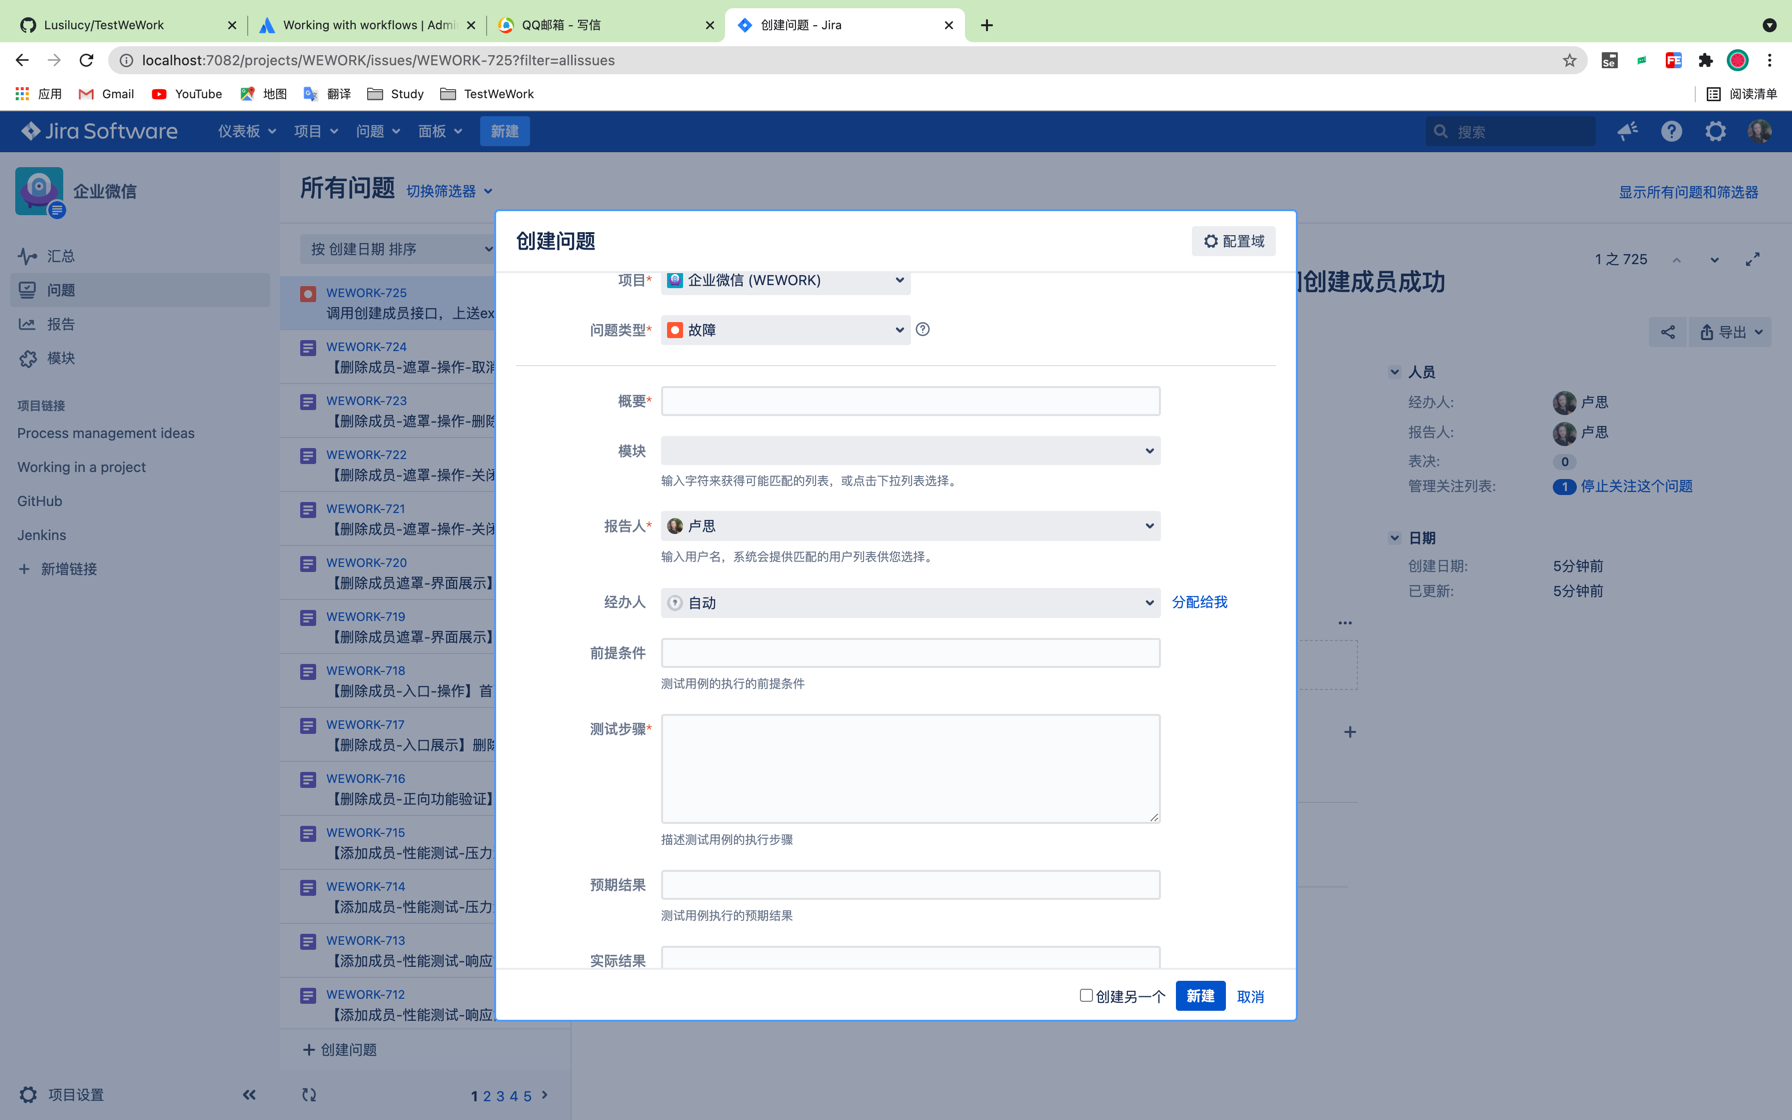 Lusilucy/TestWeWork
Working with workflows | Admi
QQ邮箱 - 写信
创建问题 - Jira
localhost:7082/projects/WEWORK/issues/WEWORK-725?filter=allissues
应用
Gmail
YouTube
地图
翻译
Study
TestWeWork
阅读清单
Jira Software
仪表板
项目
问题
面板
新建
搜索
企业微信
汇总
问题
报告
模块
项目链接
Process management ideas
Working in a project
GitHub
Jenkins
新增链接
项目设置
所有问题
切换筛选器
显示所有问题和筛选器
按 创建日期 排序
WEWORK-725
调用创建成员接口，上送ex
WEWORK-724
【删除成员-遮罩-操作-取消
WEWORK-723
【删除成员-遮罩-操作-删除
WEWORK-722
【删除成员-遮罩-操作-关闭
WEWORK-721
【删除成员-遮罩-操作-关闭
WEWORK-720
【删除成员遮罩-界面展示】
WEWORK-719
【删除成员遮罩-界面展示】
WEWORK-718
【删除成员-入口-操作】首
WEWORK-717
【删除成员-入口展示】删除
WEWORK-716
【删除成员-正向功能验证】
WEWORK-715
【添加成员-性能测试-压力
WEWORK-714
【添加成员-性能测试-压力
WEWORK-713
【添加成员-性能测试-响应
WEWORK-712
【添加成员-性能测试-响应
创建问题
1 2 3 4 5
创建问题
配置域
项目*
企业微信 (WEWORK)
问题类型*
故障
概要*
模块
输入字符来获得可能匹配的列表，或点击下拉列表选择。
报告人*
卢思
输入用户名，系统会提供匹配的用户列表供您选择。
经办人
自动
分配给我
前提条件
测试用例的执行的前提条件
测试步骤*
描述测试用例的执行步骤
预期结果
测试用例执行的预期结果
实际结果
创建另一个
新建
取消
1 之 725
创建成员成功
导出
人员
经办人:
卢思
报告人:
卢思
表决:
0
管理关注列表:
1
停止关注这个问题
日期
创建日期:
5分钟前
已更新:
5分钟前